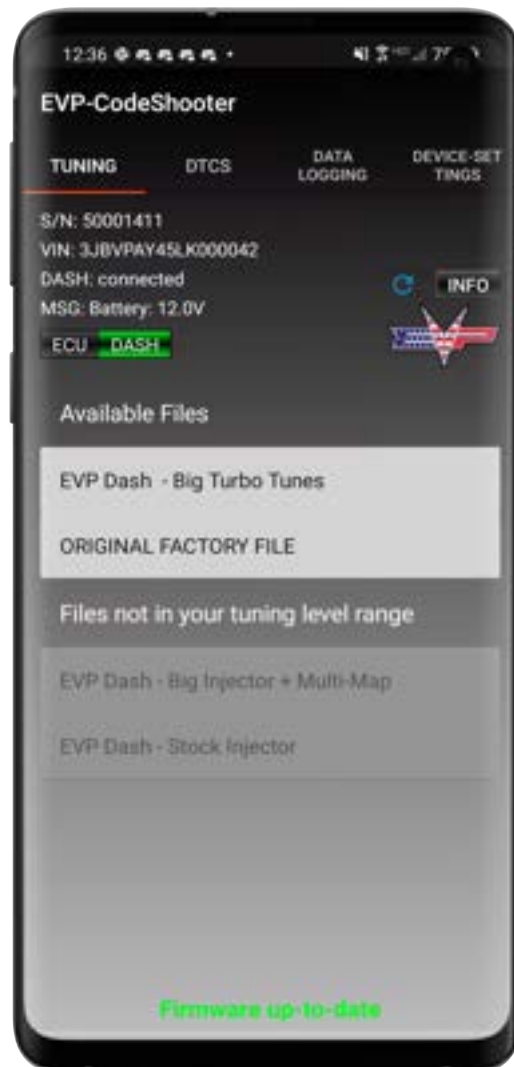 12:36
EVP-CodeShooter
TUNING
DTCS
DATA
LOGGING
DEVICE-SET
TINGS
S/N: 50001411
VIN: 3JBVPAY45LK000042
DASH: connected
INFO
MSG: Battery: 12.0V
ECU DASH
Available Files
EVP Dash - Big Turbo Tunes
ORIGINAL FACTORY FILE
Files not in your tuning level range
EVP Dash - Big Injector + Multi-Map
EVP Dash - Stock Injector
Firmware up-to-date